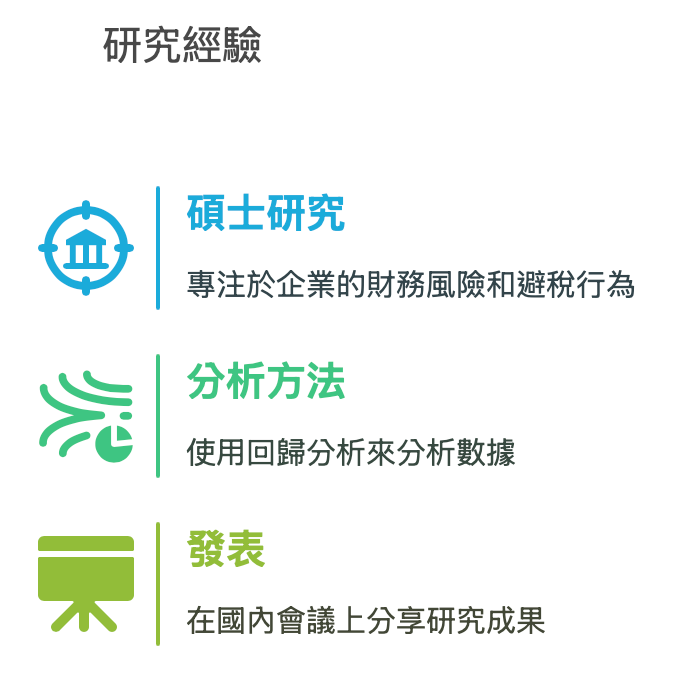 研究經驗
碩士研究
專注於企業的財務風險和避稅行為
分析方法
使用回歸分析來分析數據
發表
在國內會議上分享研究成果